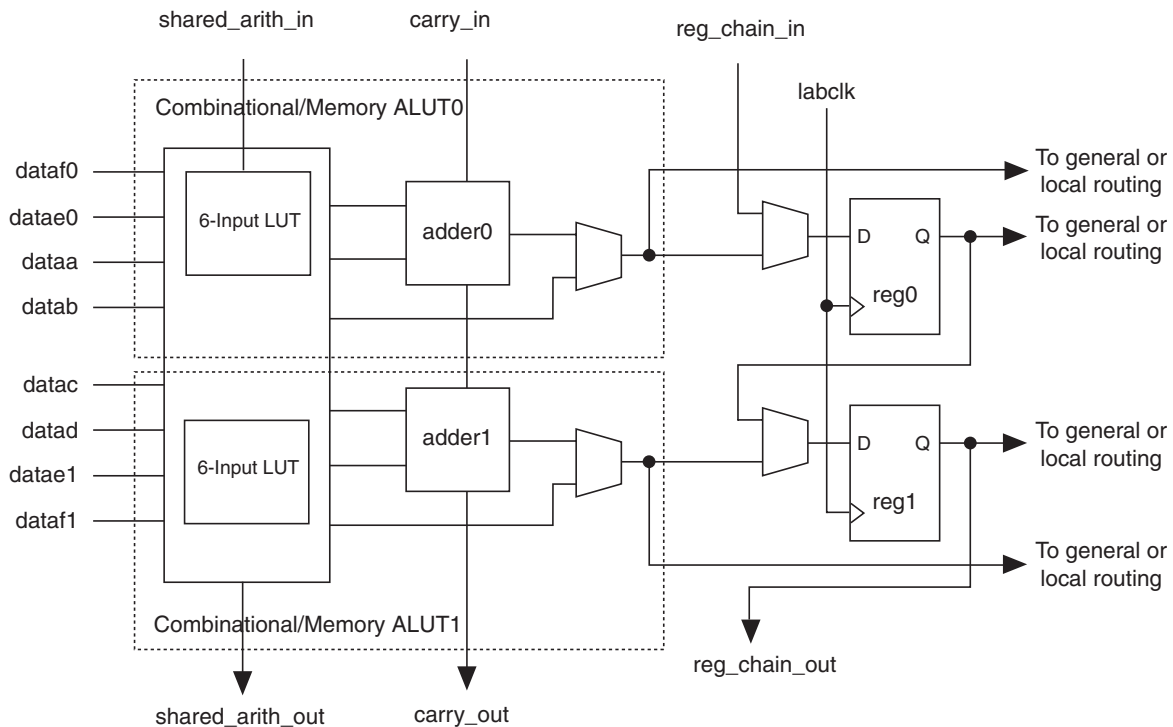 shared_arith_in
carry_in
reg_chain_in
labclk
Combinational/Memory ALUT0
dataf0
datae0
dataa
datab
6-Input LUT
adder0
D
Q
reg0
To general or
local routing
To general or
local routing
datac
datad
datae1
dataf1
6-Input LUT
adder1
D
Q
reg1
To general or
local routing
To general or
local routing
Combinational/Memory ALUT1
reg_chain_out
shared_arith_out
carry_out